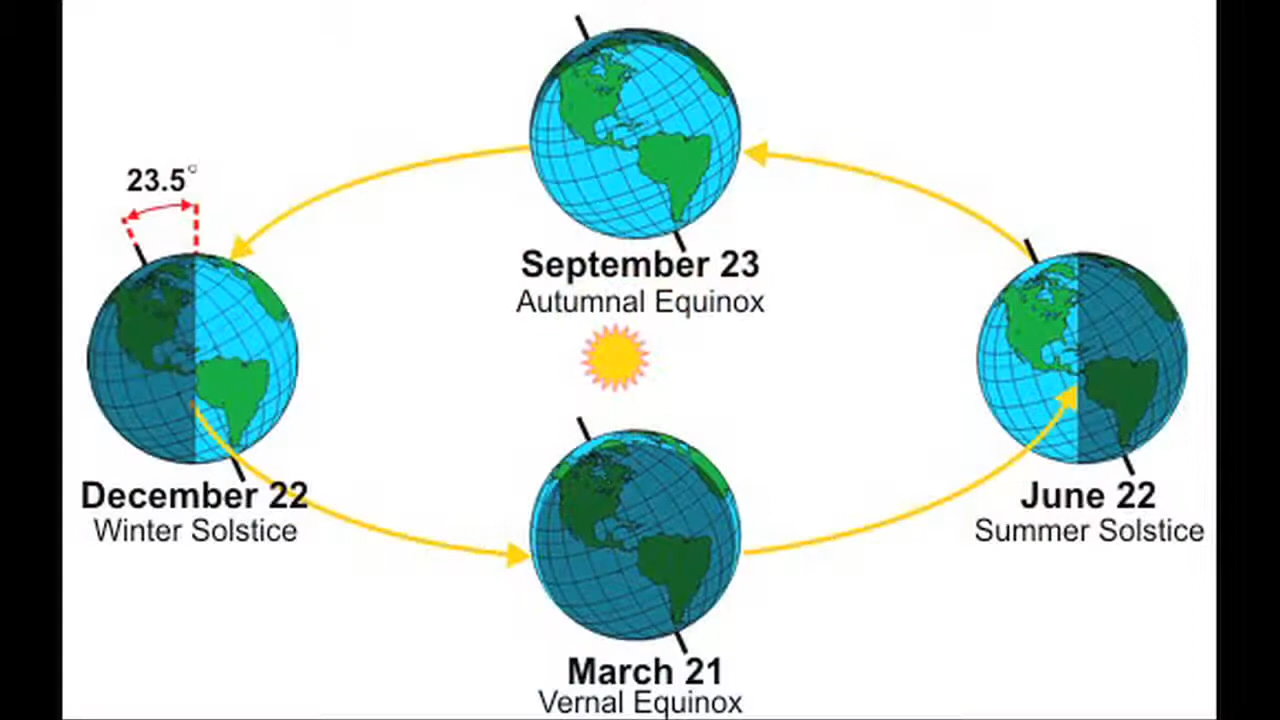 23.5°
September 23
Autumnal Equinox
December 22
Winter Solstice
June 22
Summer Solstice
March 21
Vernal Equinox